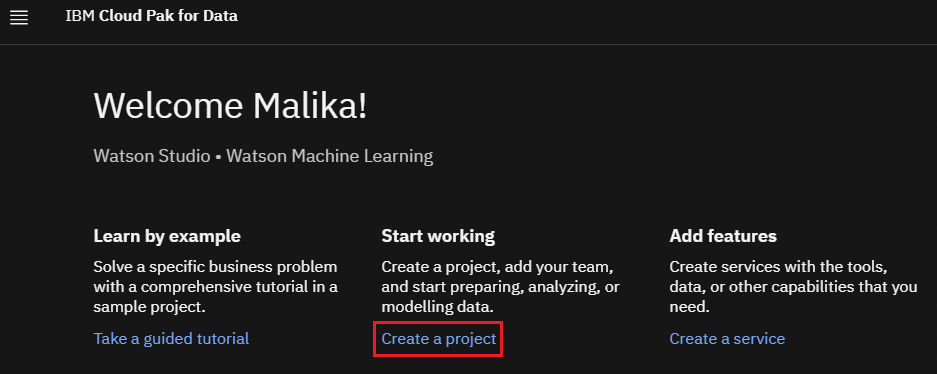 IBM Cloud Pak for Data
Welcome Malika!
Watson Studio • Watson Machine Learning
Learn by example
Solve a specific business problem
with a comprehensive tutorial in a
sample project.
Take a guided tutorial
Start working
Create a project, add your team,
and start preparing, analyzing, or
modelling data.
Create a project
Add features
Create services with the tools,
data, or other capabilities that you
need.
Create a service